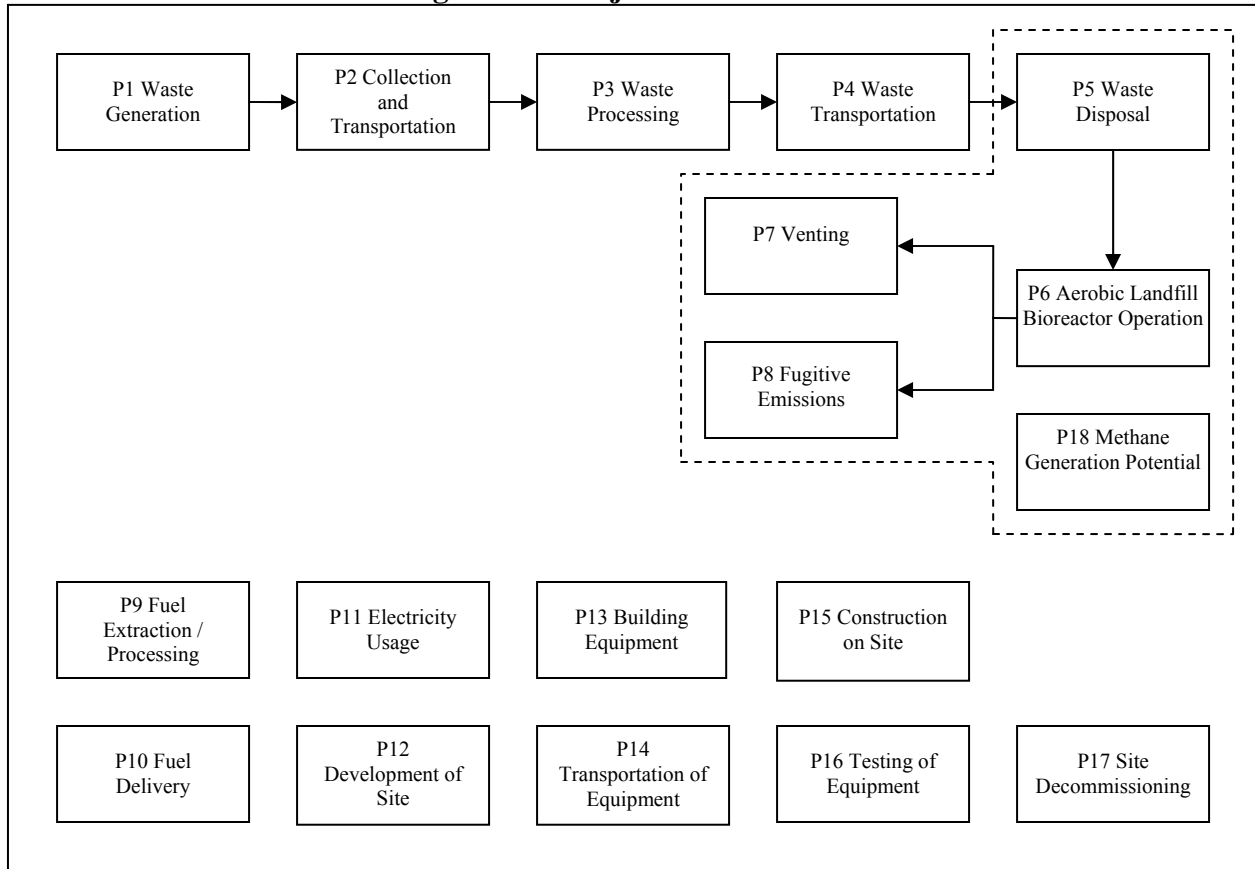 P1 Waste
Generation
P2 Collection
and
Transportation
P3 Waste
Processing
P4 Waste
Transportation
P5 Waste
Disposal
P7 Venting
P6 Aerobic Landfill
Bioreactor Operation
P8 Fugitive
Emissions
P18 Methane
Generation Potential
P9 Fuel
Extraction /
Processing
P11 Electricity
Usage
P13 Building
Equipment
P15 Construction
on Site
P10 Fuel
Delivery
P12
Development of
Site
P14
Transportation of
Equipment
P16 Testing of
Equipment
P17 Site
Decommissioning